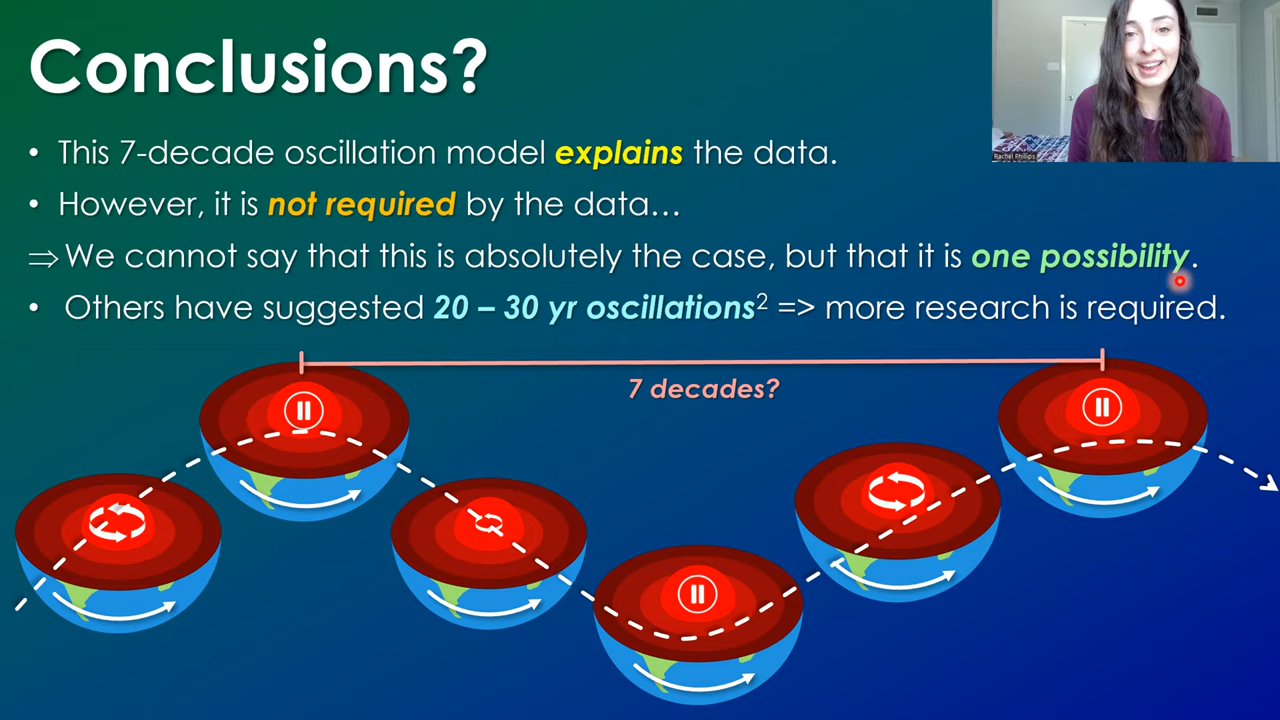 Conclusions?
• This 7-decade oscillation model explains the data.
• However, it is not required by the data...
⇒ We cannot say that this is absolutely the case, but that it is one possibility.
• Others have suggested 20 – 30 yr oscillations² => more research is required.
7 decades?
Rachel Phillips